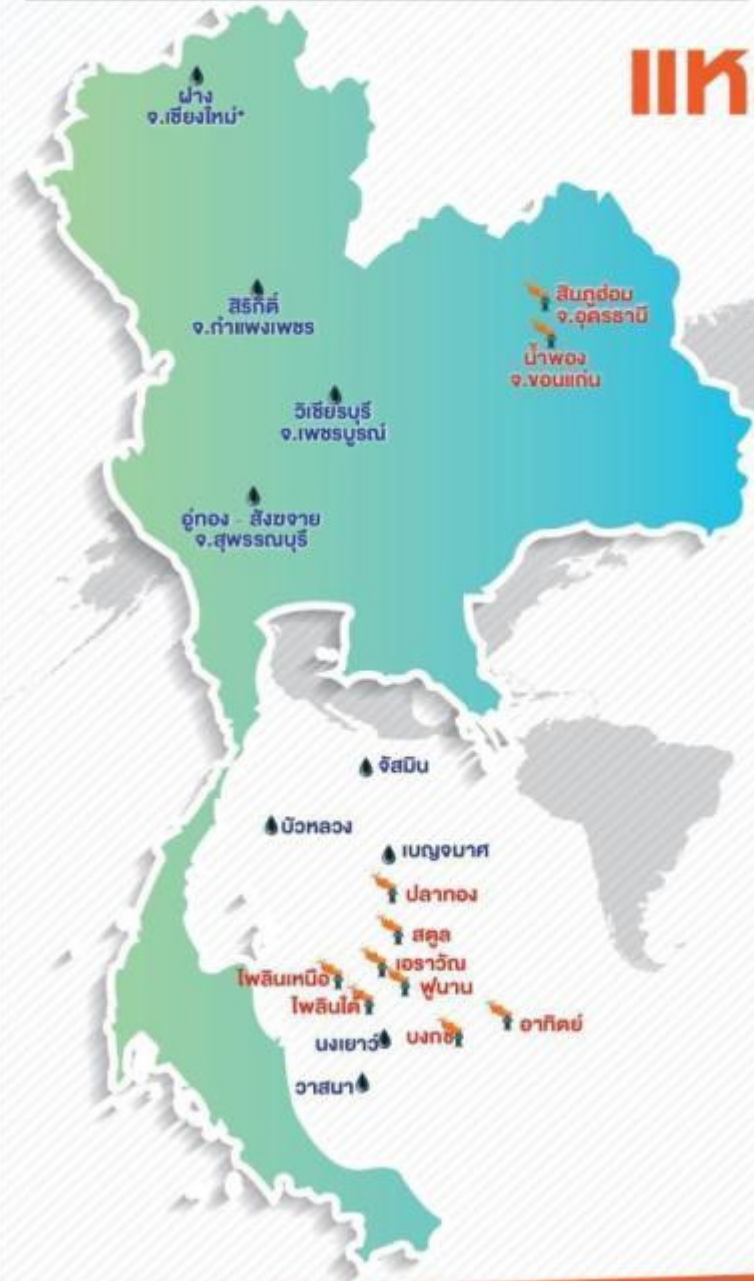 แห
ฝาง
จ.เชียงใหม่*
สิริกิติ์
จ.กำแพงเพชร
สินภูฮ่อม
จ.อุดรธานี
น้ำพอง
จ.ขอนแก่น
วิเชียรบุรี
จ.เพชรบูรณ์
อู่ทอง - สังฆจาย
จ.สุพรรณบุรี
จัสมิน
บัวหลวง
เบญจมาศ
ปลาทอง
สตูล
เอราวัณ
ไพลินเหนือ
ฟูนาน
ไพลินใต้
อาทิตย์
นงเยาว์
บงกช
วาสนา